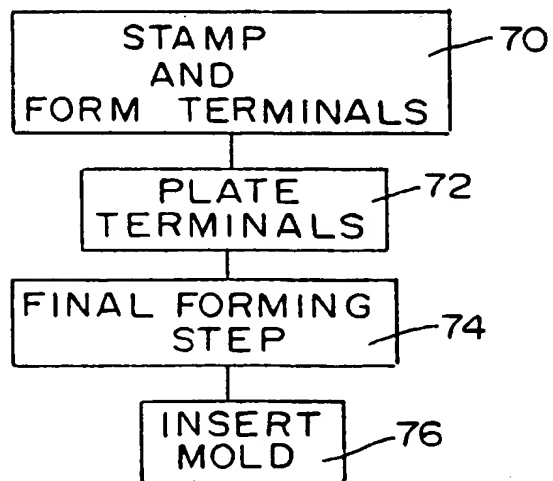 STAMP
AND
FORM TERMINALS
70
PLATE
TERMINALS
72
FINAL FORMING
STEP
74
INSERT
MOLD
76